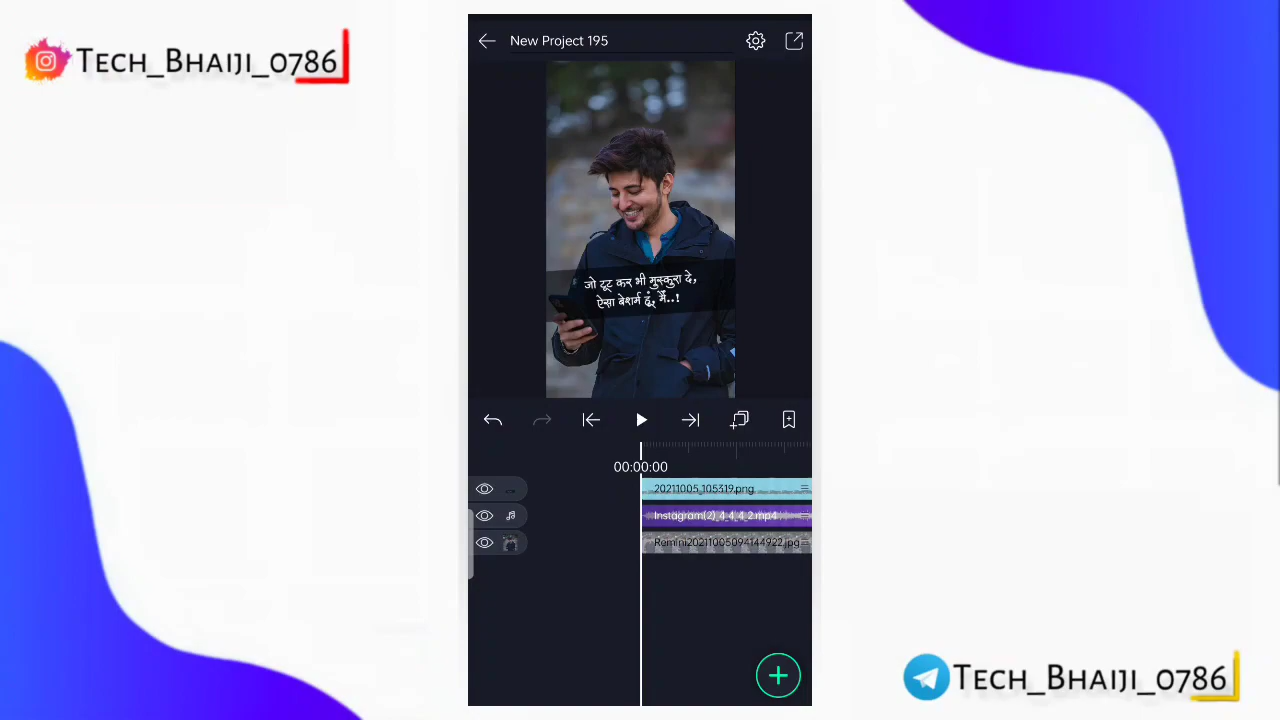 Tech_Bhaiji_0786
New Project 195
जो टूट कर भी मुस्कुरा दे,
ऐसा बेशर्म हूं, मैं..!
00:00:00
20211005_105319.png
Instagram(2)_4_4_4_2.mp4
Remini20211005094144922.jpg
Tech_Bhaiji_0786